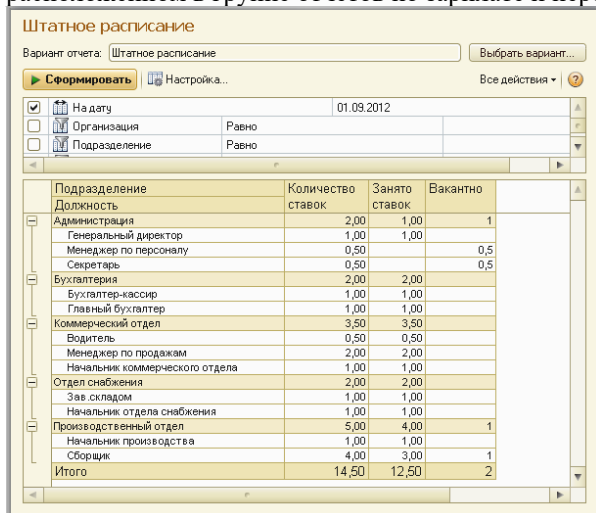 Штатное расписание
Вариант отчета: Штатное расписание Выбрать вариант...
Сформировать Настройка... Все действия
На дату 01.09.2012
Организация Равно
Подразделение Равно
Подразделение Количество ставок Занято ставок Вакантно
Должность
Администрация 2,00 1,00 1
Генеральный директор 1,00 1,00
Менеджер по персоналу 0,50 0,5
Секретарь 0,50 0,5
Бухгалтерия 2,00 2,00
Бухгалтер-кассир 1,00 1,00
Главный бухгалтер 1,00 1,00
Коммерческий отдел 3,50 3,50
Водитель 0,50 0,50
Менеджер по продажам 2,00 2,00
Начальник коммерческого отдела 1,00 1,00
Отдел снабжения 2,00 2,00
Зав.складом 1,00 1,00
Начальник отдела снабжения 1,00 1,00
Производственный отдел 5,00 4,00 1
Начальник производства 1,00 1,00
Сборщик 4,00 3,00 1
Итого 14,50 12,50 2